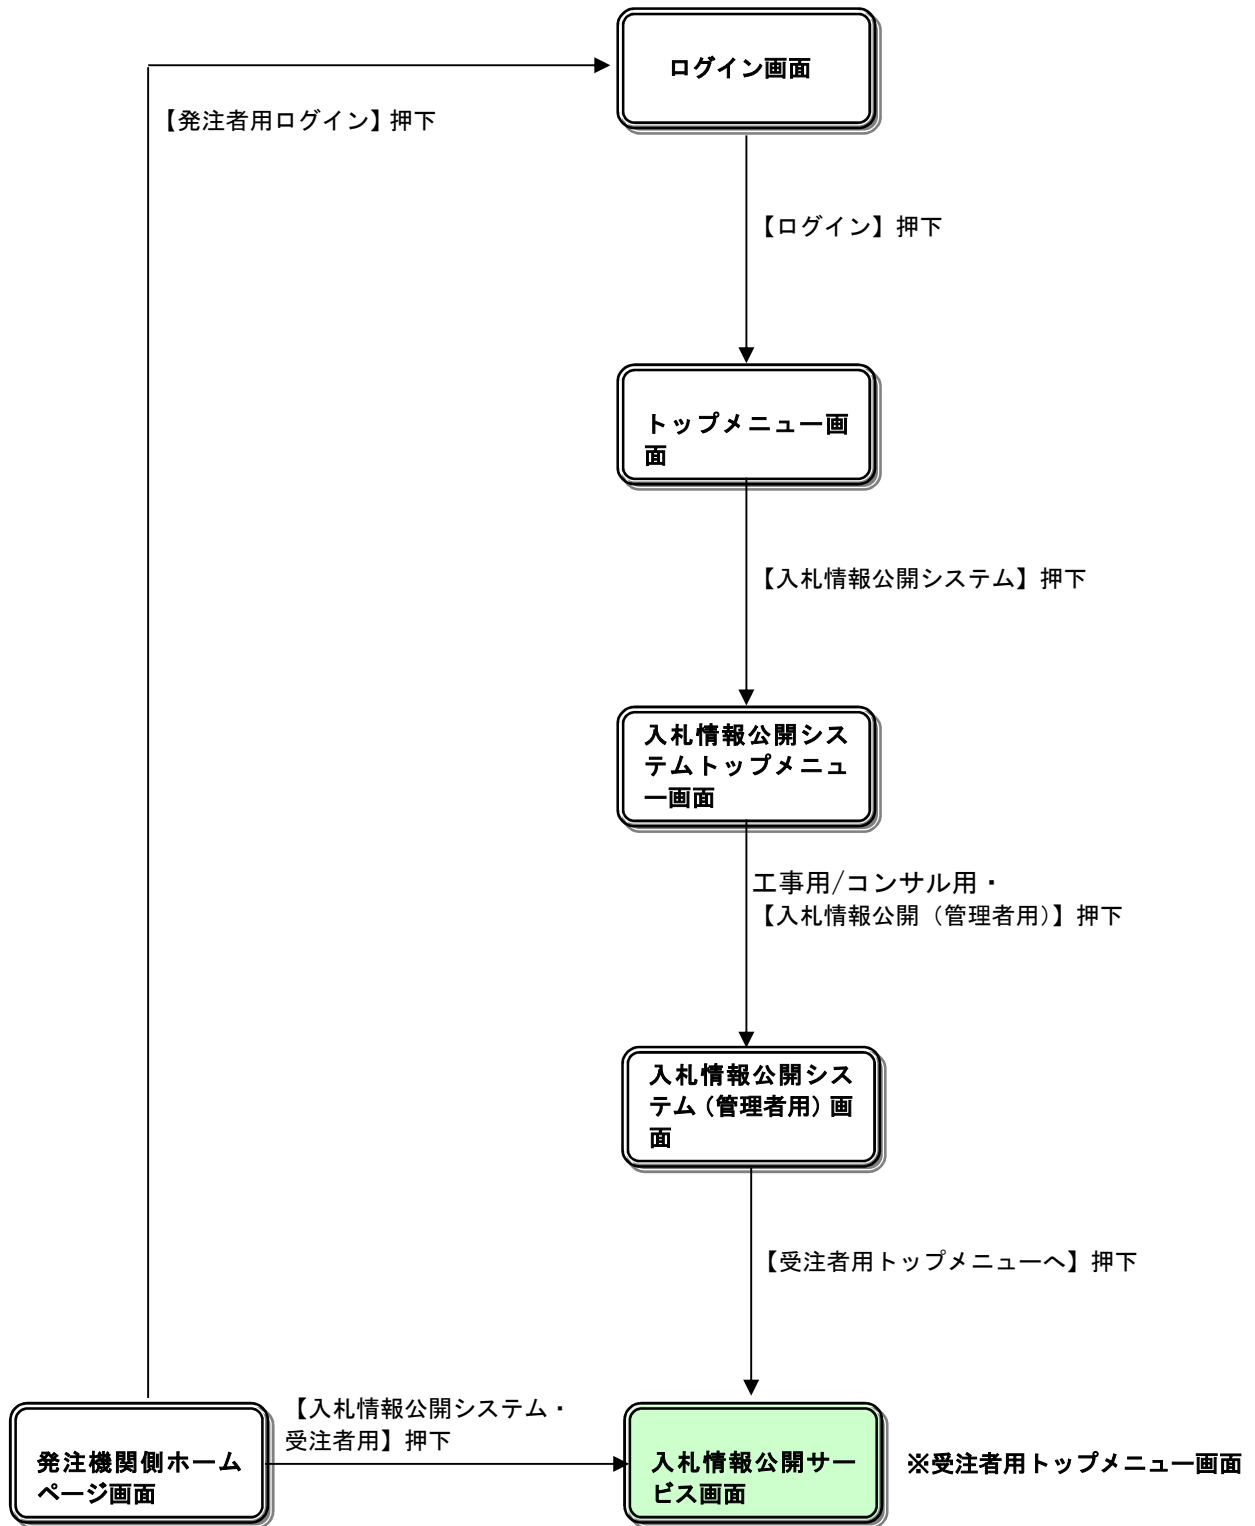 ログイン画面
【発注者用ログイン】押下
【ログイン】押下
トップメニュー画
面
【入札情報公開システム】押下
入札情報公開シス
テムトップメニュ
ー画面
工事用/コンサル用・
【入札情報公開（管理者用）】押下
入札情報公開シス
テム（管理者用）画
面
【受注者用トップメニューへ】押下
【入札情報公開システム・
受注者用】押下
発注機関側ホーム
ページ画面
入札情報公開サー
ビス画面
※受注者用トップメニュー画面